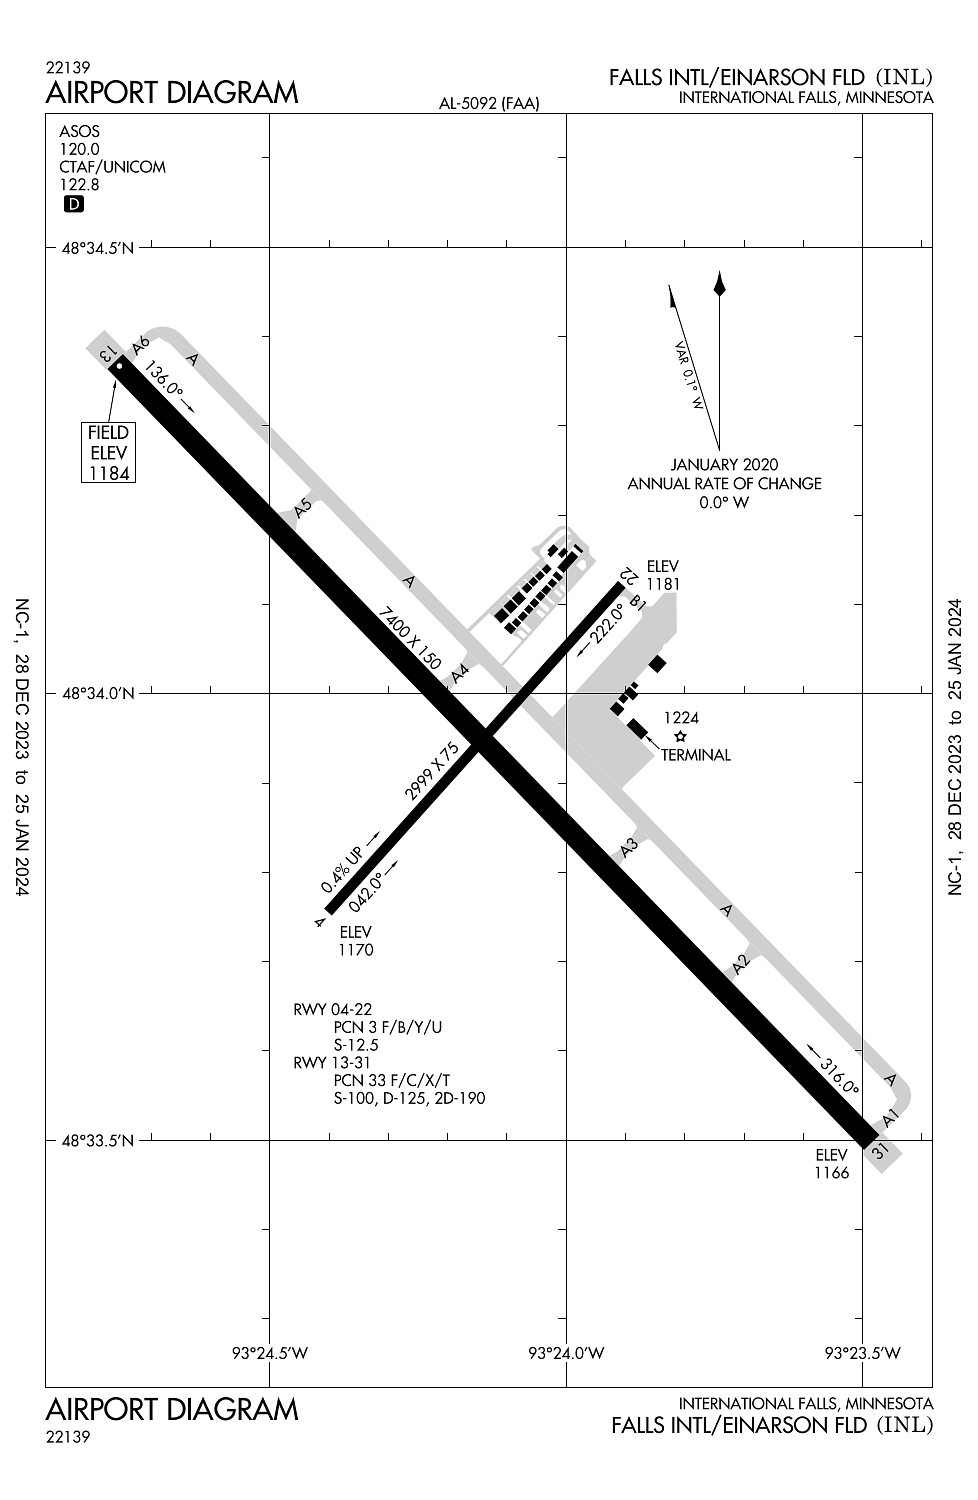 22139
AIRPORT DIAGRAM
AL-5092 (FAA)
FALLS INTL/EINARSON FLD (INL)
INTERNATIONAL FALLS, MINNESOTA
ASOS
120.0
CTAF/UNICOM
122.8
D
48°34.5'N
VAR 0.1° W
JANUARY 2020
ANNUAL RATE OF CHANGE
0.0° W
13
A6
A
136.0°
FIELD
ELEV
1184
A5
A
7400 X 150
A4
22
ELEV
1181
B1
222.0°
48°34.0'N
1224
TERMINAL
2999 X 75
0.4% UP
042.0°
4
ELEV
1170
A3
A
A2
RWY 04-22
PCN 3 F/B/Y/U
S-12.5
RWY 13-31
PCN 33 F/C/X/T
S-100, D-125, 2D-190
316.0°
A
A1
31
ELEV
1166
48°33.5'N
93°24.5'W
93°24.0'W
93°23.5'W
NC-1, 28 DEC 2023 to 25 JAN 2024
NC-1, 28 DEC 2023 to 25 JAN 2024
AIRPORT DIAGRAM
22139
INTERNATIONAL FALLS, MINNESOTA
FALLS INTL/EINARSON FLD (INL)